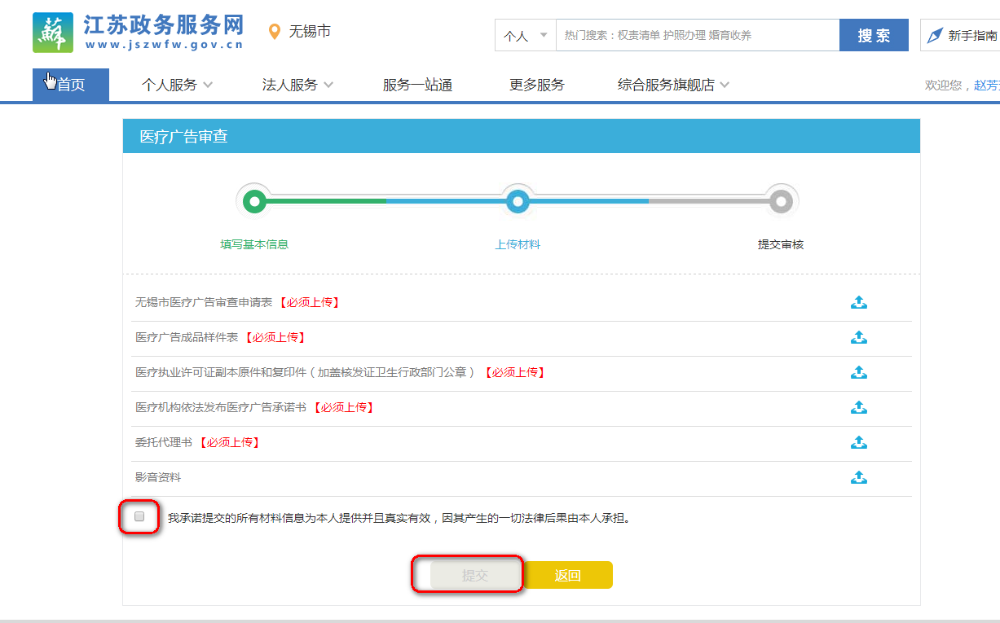 蘇
江苏政务服务网
www.jszwfw.gov.cn
无锡市
个人
热门搜索：权责清单 护照办理 婚育收养
搜 索
新手指南
首页
个人服务
法人服务
服务一站通
更多服务
综合服务旗舰店
欢迎您，赵芳
医疗广告审查
填写基本信息
上传材料
提交审核
无锡市医疗广告审查申请表 【必须上传】
医疗广告成品样件表 【必须上传】
医疗执业许可证副本原件和复印件（加盖核发证卫生行政部门公章） 【必须上传】
医疗机构依法发布医疗广告承诺书 【必须上传】
委托代理书 【必须上传】
影音资料
我承诺提交的所有材料信息为本人提供并且真实有效，因其产生的一切法律后果由本人承担。
提交
返回